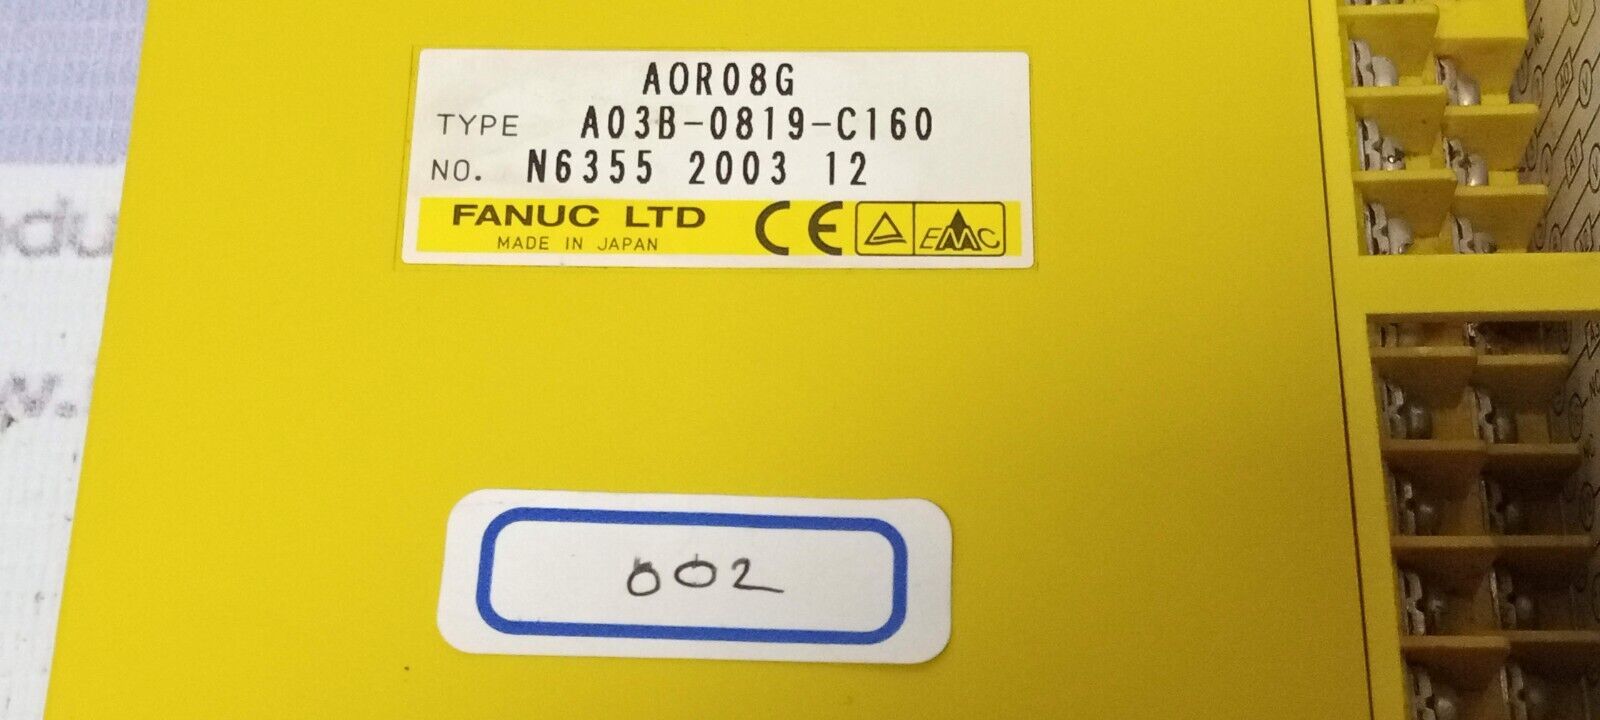 AOR08G
TYPE A03B-0819-C160
NO. N6355 2003 12
FANUC LTD CE EMC
MADE IN JAPAN
002